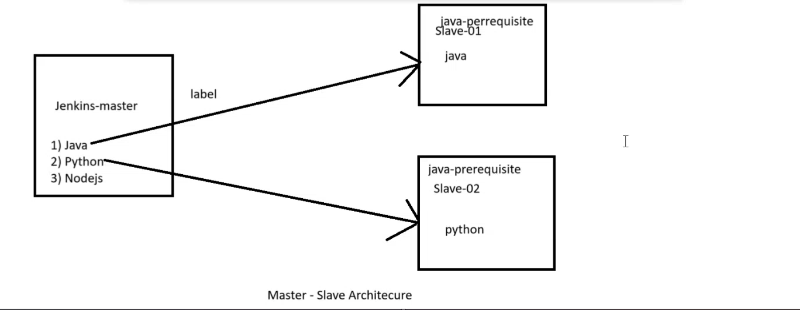 java-perrequisite
Slave-01
java
Jenkins-master
label
1) Java
2) Python
3) Nodejs
java-prerequisite
Slave-02
python
Master - Slave Architecure